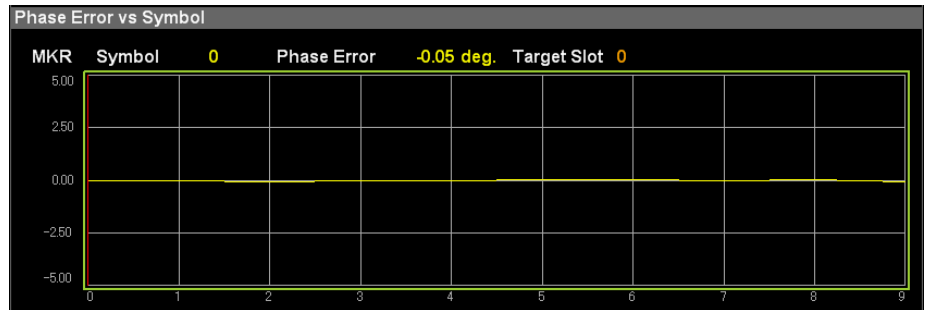 Phase Error vs Symbol
MKR Symbol 0 Phase Error -0.05 deg. Target Slot 0
5.00
2.50
0.00
-2.50
-5.00
0 1 2 3 4 5 6 7 8 9